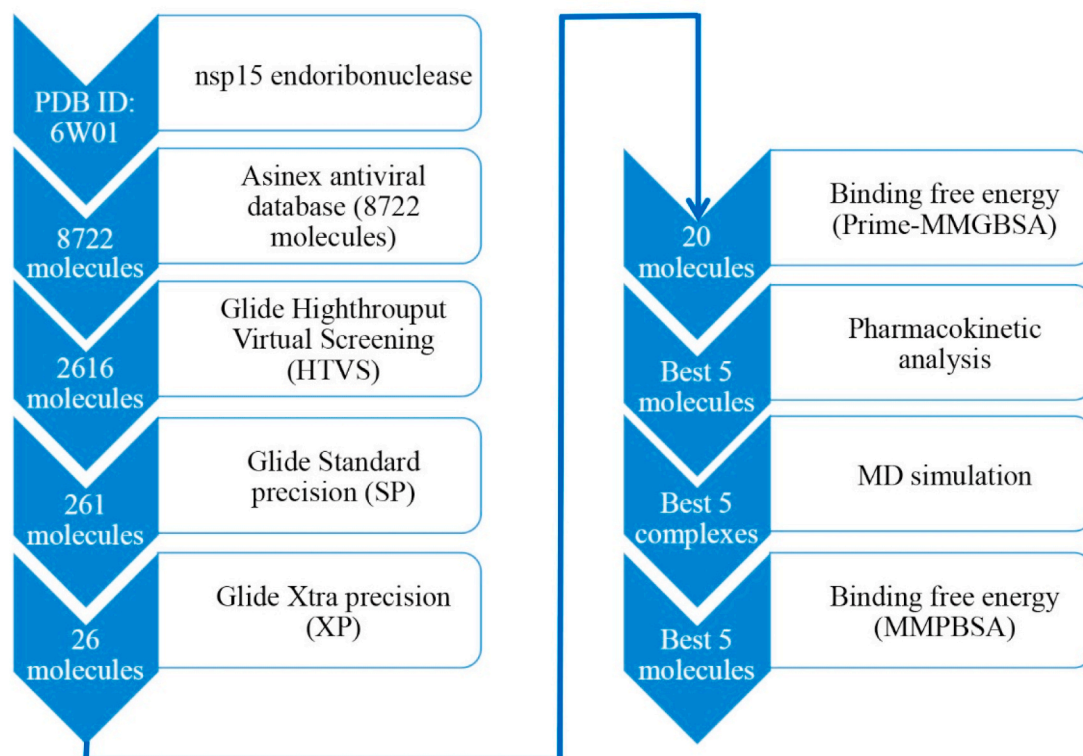 PDB ID:
6W01
nsp15 endoribonuclease
8722
molecules
Asinex antiviral
database (8722
molecules)
2616
molecules
Glide Highthrouput
Virtual Screening
(HTVS)
261
molecules
Glide Standard
precision (SP)
26
molecules
Glide Xtra precision
(XP)
20
molecules
Binding free energy
(Prime-MMGBSA)
Best 5
molecules
Pharmacokinetic
analysis
Best 5
complexes
MD simulation
Best 5
molecules
Binding free energy
(MMPBSA)